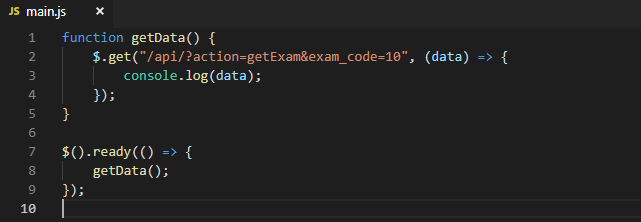 JS main.js ×
1 function getData() {
2     $.get("/api/?action=getExam&exam_code=10", (data) => {
3         console.log(data);
4     });
5 }
6
7 $().ready(() => {
8     getData();
9 });
10